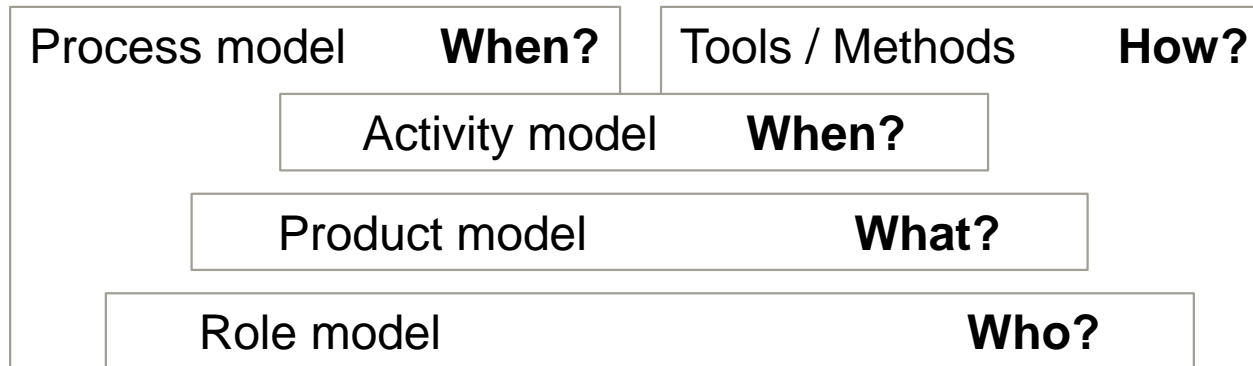 Process model When? Tools / Methods How?
Activity model When?
Product model What?
Role model Who?